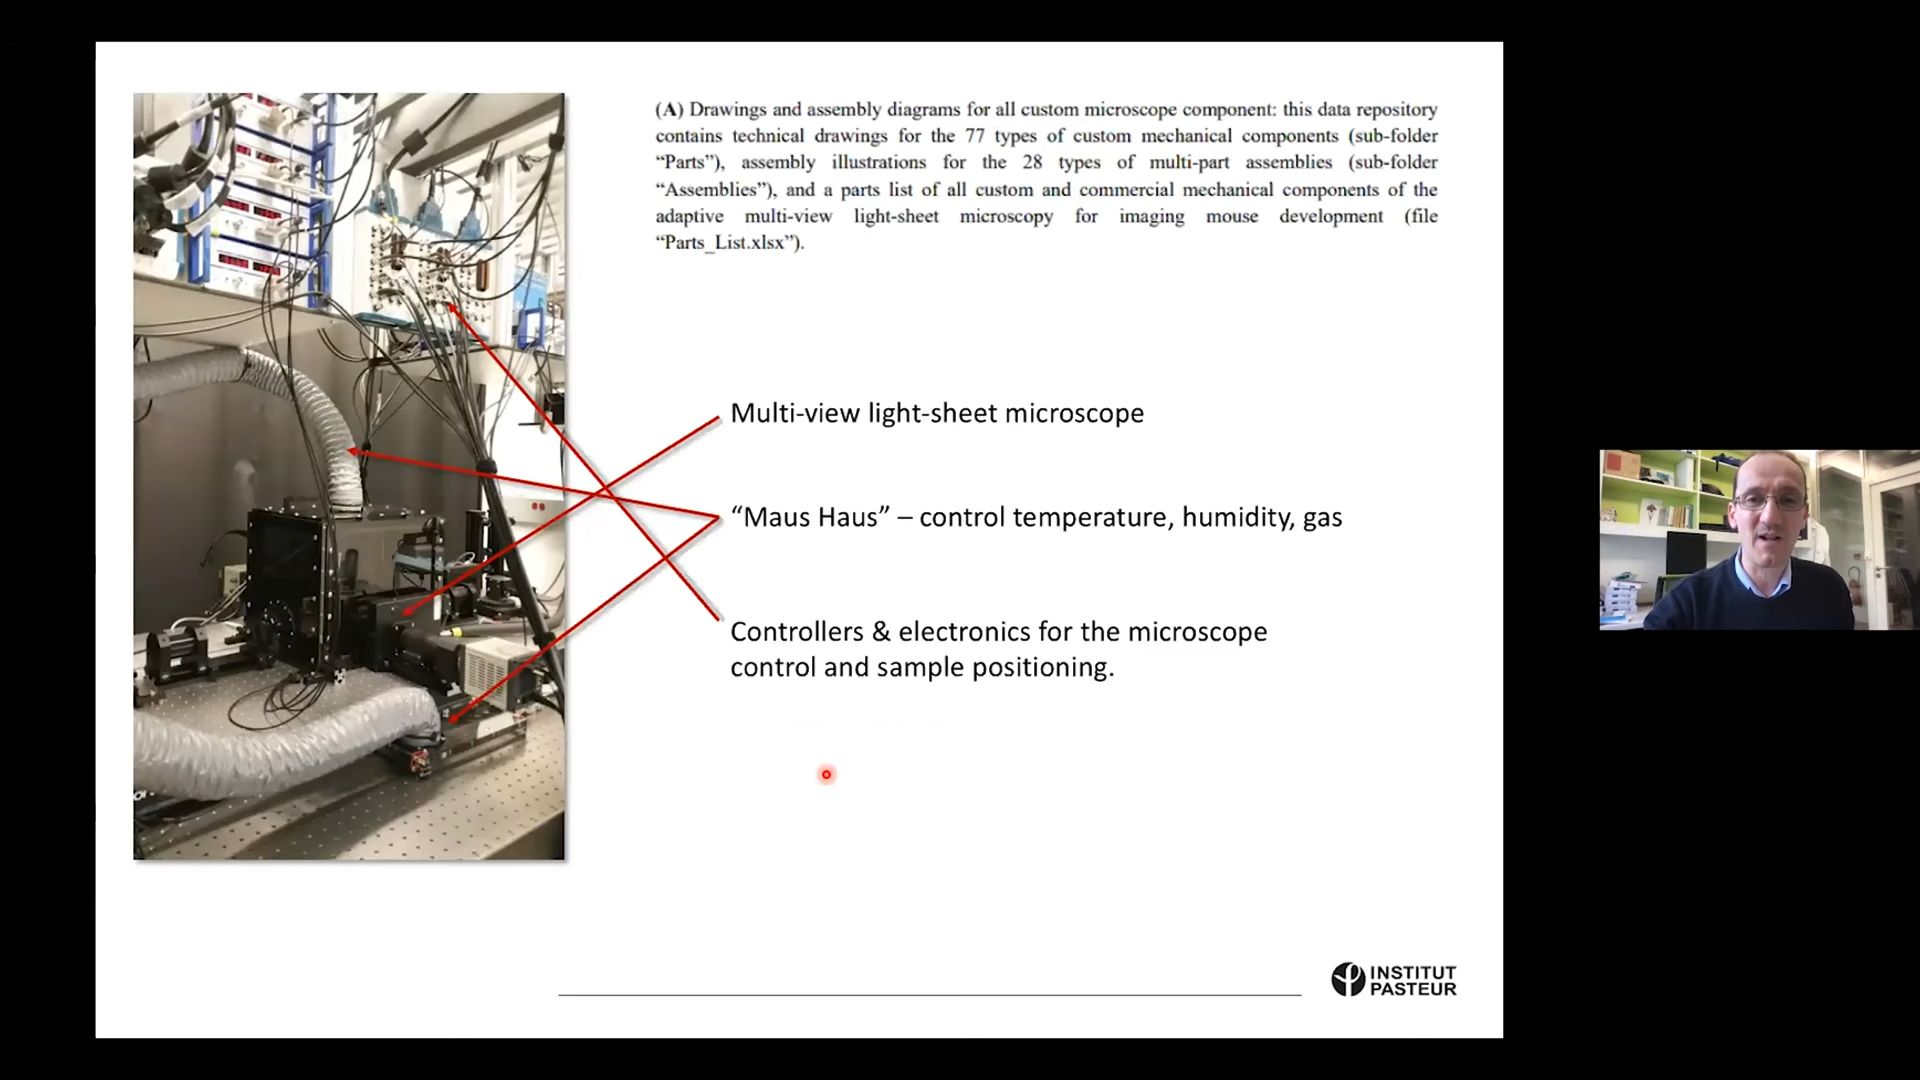 (A) Drawings and assembly diagrams for all custom microscope component: this data repository
contains technical drawings for the 77 types of custom mechanical components (sub-folder
“Parts”), assembly illustrations for the 28 types of multi-part assemblies (sub-folder
“Assemblies”), and a parts list of all custom and commercial mechanical components of the
adaptive multi-view light-sheet microscopy for imaging mouse development (file
“Parts_List.xlsx”).
Multi-view light-sheet microscope
“Maus Haus” – control temperature, humidity, gas
Controllers & electronics for the microscope
control and sample positioning.
INSTITUT
PASTEUR